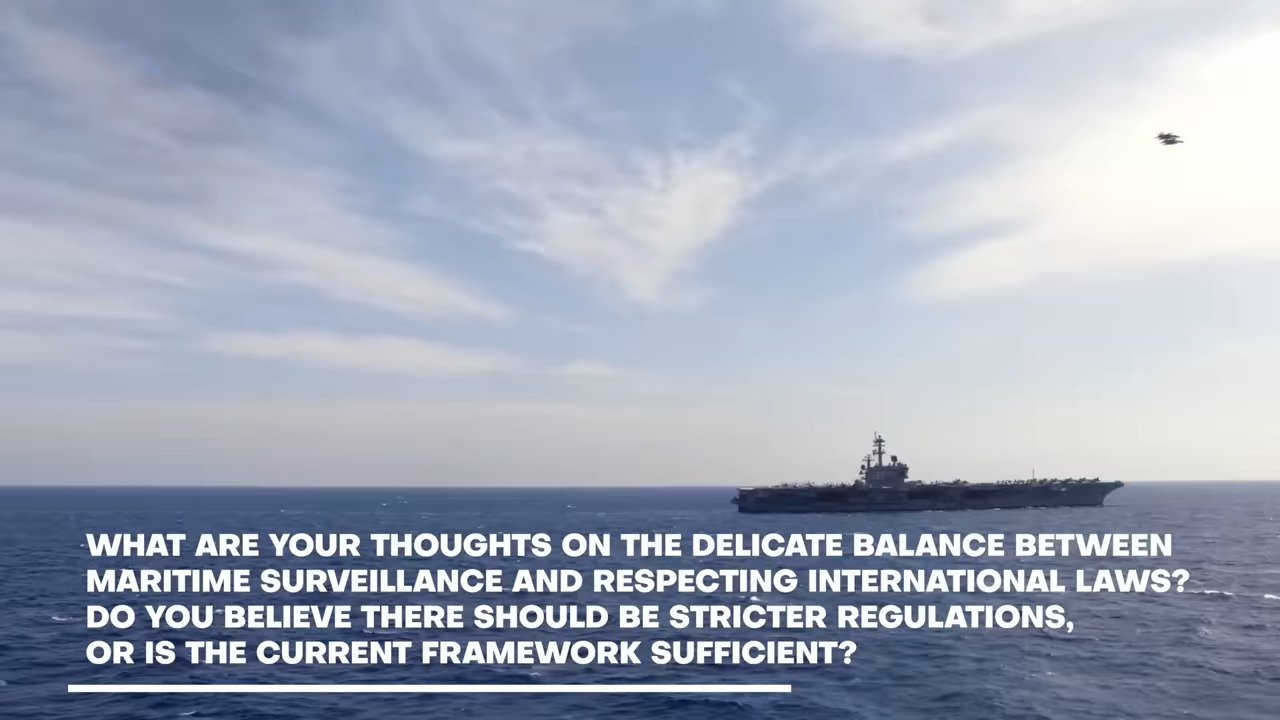 WHAT ARE YOUR THOUGHTS ON THE DELICATE BALANCE BETWEEN
MARITIME SURVEILLANCE AND RESPECTING INTERNATIONAL LAWS?
DO YOU BELIEVE THERE SHOULD BE STRICTER REGULATIONS,
OR IS THE CURRENT FRAMEWORK SUFFICIENT?